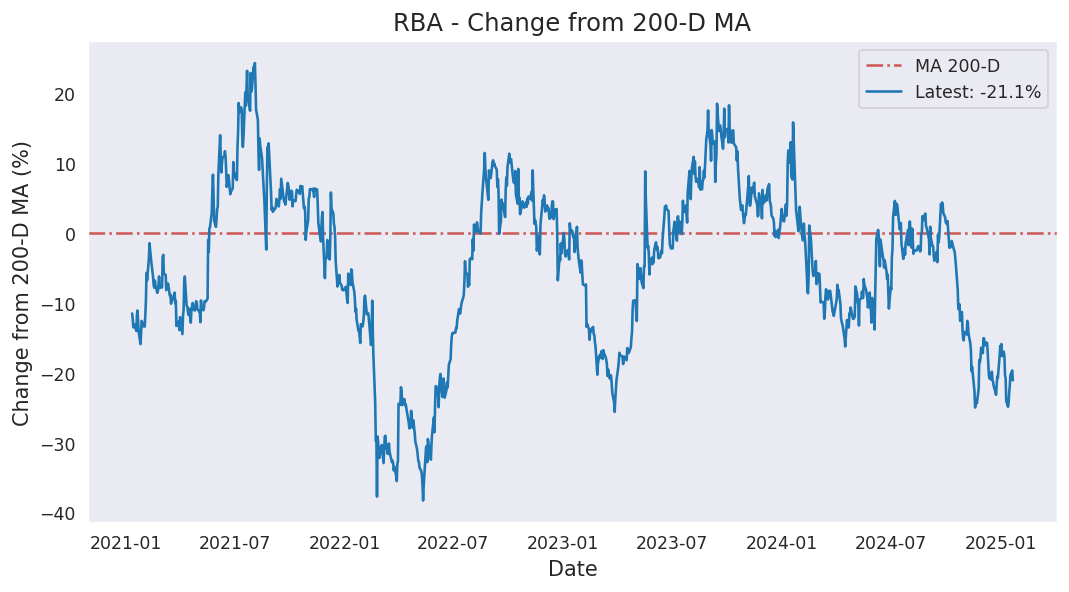 RBA - Change from 200-D MA
MA 200-D
Latest: -21.1%
Change from 200-D MA (%)
20
10
0
−10
−20
−30
−40
2021-01 2021-07 2022-01 2022-07 2023-01 2023-07 2024-01 2024-07 2025-01
Date